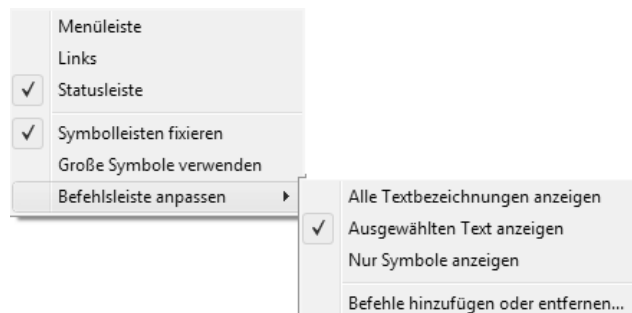 Menüleiste
Links
Statusleiste
Symbolleisten fixieren
Große Symbole verwenden
Befehlsleiste anpassen
Alle Textbezeichnungen anzeigen
Ausgewählten Text anzeigen
Nur Symbole anzeigen
Befehle hinzufügen oder entfernen...